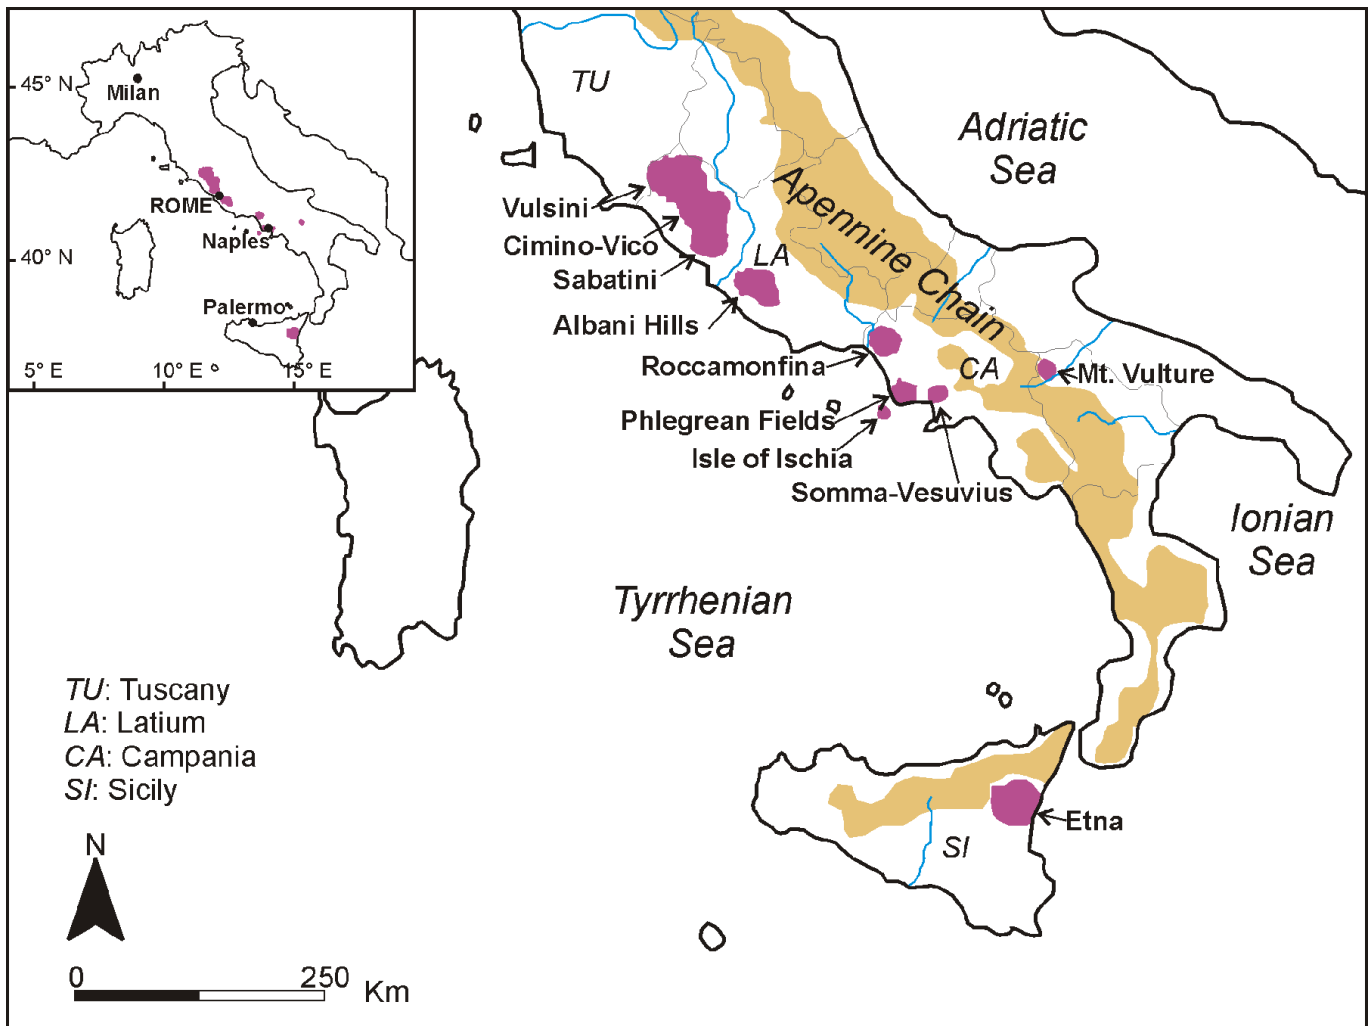 45° N
Milan
ROME
Naples
40° N
Palermo
5° E
10° E
15° E
TU
Adriatic
Sea
Apennine Chain
Vulsini
Cimino-Vico
Sabatini
LA
Albani Hills
Roccamonfina
CA
Mt. Vulture
Phlegrean Fields
Isle of Ischia
Somma-Vesuvius
Ionian
Sea
Tyrrhenian
Sea
TU: Tuscany
LA: Latium
CA: Campania
SI: Sicily
Etna
SI
N
0 250 Km